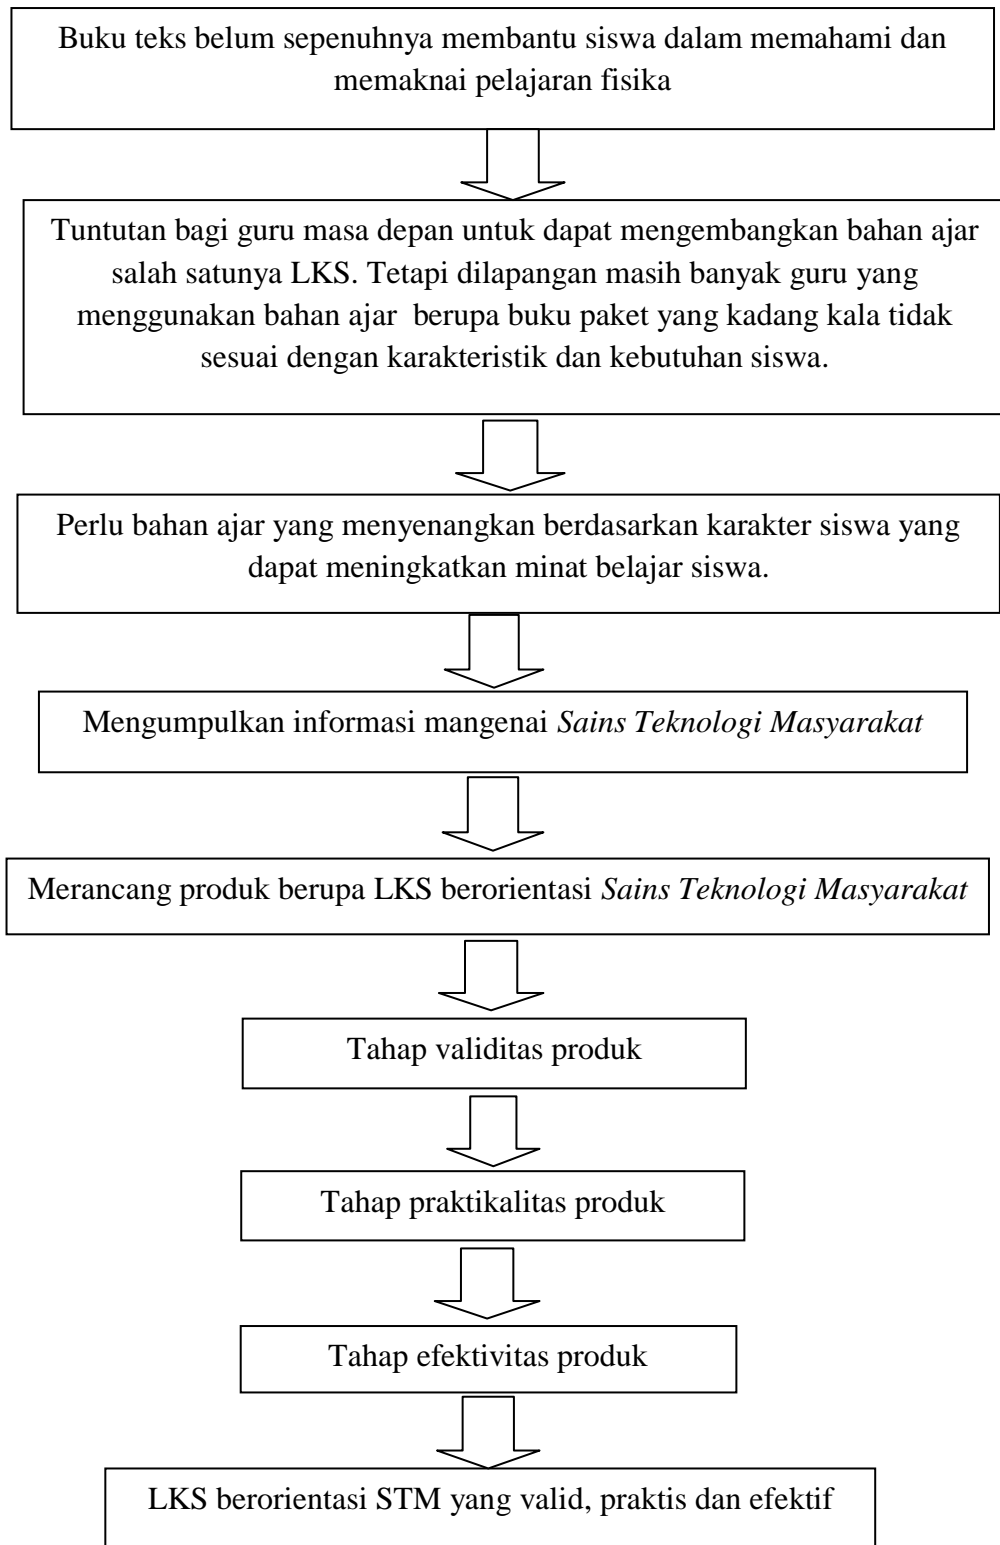 Buku teks belum sepenuhnya membantu siswa dalam memahami dan
memaknai pelajaran fisika
Tuntutan bagi guru masa depan untuk dapat mengembangkan bahan ajar
salah satunya LKS. Tetapi dilapangan masih banyak guru yang
menggunakan bahan ajar  berupa buku paket yang kadang kala tidak
sesuai dengan karakteristik dan kebutuhan siswa.
Perlu bahan ajar yang menyenangkan berdasarkan karakter siswa yang
dapat meningkatkan minat belajar siswa.
Mengumpulkan informasi mangenai Sains Teknologi Masyarakat
Merancang produk berupa LKS berorientasi Sains Teknologi Masyarakat
Tahap validitas produk
Tahap praktikalitas produk
Tahap efektivitas produk
LKS berorientasi STM yang valid, praktis dan efektif